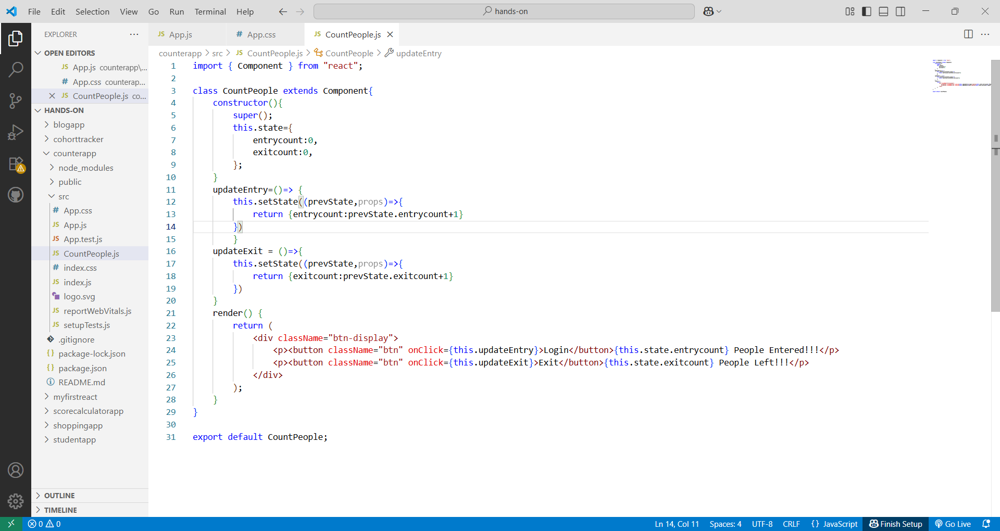 File Edit Selection View Go Run Terminal Help hands-on
EXPLORER
OPEN EDITORS
JS App.js counterapp\...
# App.css counterap...
JS CountPeople.js co...
HANDS-ON
blogapp
cohorttracker
counterapp
node_modules
public
src
# App.css
JS App.js
JS App.test.js
JS CountPeople.js
# index.css
JS index.js
logo.svg
JS reportWebVitals.js
JS setupTests.js
.gitignore
{} package-lock.json
{} package.json
README.md
myfirstreact
scorecalculatorapp
shoppingapp
studentapp
OUTLINE
TIMELINE
JS App.js # App.css JS CountPeople.js
counterapp > src > JS CountPeople.js > CountPeople > updateEntry
1 import { Component } from "react";
2
3 class CountPeople extends Component{
4 constructor(){
5 super();
6 this.state={
7 entrycount:0,
8 exitcount:0,
9 };
10 }
11 updateEntry=()=> {
12 this.setState((prevState,props)=>{
13 return {entrycount:prevState.entrycount+1}
14 })
15 }
16 updateExit = ()=>{
17 this.setState((prevState,props)=>{
18 return {exitcount:prevState.exitcount+1}
19 })
20 }
21 render() {
22 return (
23 <div className="btn-display">
24 <p><button className="btn" onClick={this.updateEntry}>Login</button>{this.state.entrycount} People Entered!!!</p>
25 <p><button className="btn" onClick={this.updateExit}>Exit</button>{this.state.exitcount} People Left!!!</p>
26 </div>
27 );
28 }
29 }
30
31 export default CountPeople;
0 0 Ln 14, Col 11 Spaces: 4 UTF-8 CRLF {} JavaScript Finish Setup Go Live